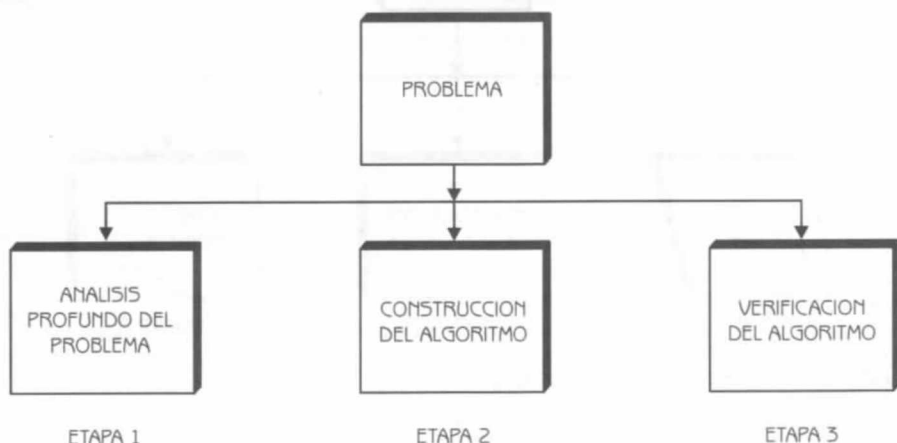 PROBLEMA
ANALISIS
PROFUNDO DEL
PROBLEMA
CONSTRUCCION
DEL ALGORITMO
VERIFICACION
DEL ALGORITMO
ETAPA 1
ETAPA 2
ETAPA 3